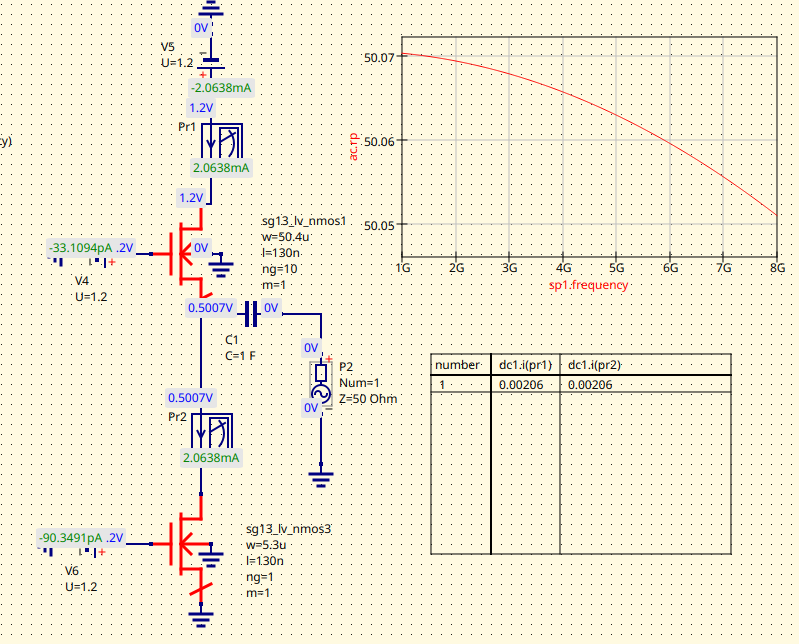 0V
V5
U=1.2
-2.0638mA
1.2V
Pr1
2.0638mA
1.2V
y)
sg13_lv_nmos1
w=50.4u
l=130n
ng=10
m=1
-33.1094pA .2V
0V
V4
U=1.2
0.5007V
0V
C1
C=1 F
0V
P2
Num=1
Z=50 Ohm
0V
0.5007V
Pr2
2.0638mA
sg13_lv_nmos3
w=5.3u
l=130n
ng=1
m=1
-90.3491pA .2V
V6
U=1.2
50.07
50.06
50.05
ac.rp
1G 2G 3G 4G 5G 6G 7G 8G
sp1.frequency
number dc1.i(pr1) dc1.i(pr2)
1 0.00206 0.00206